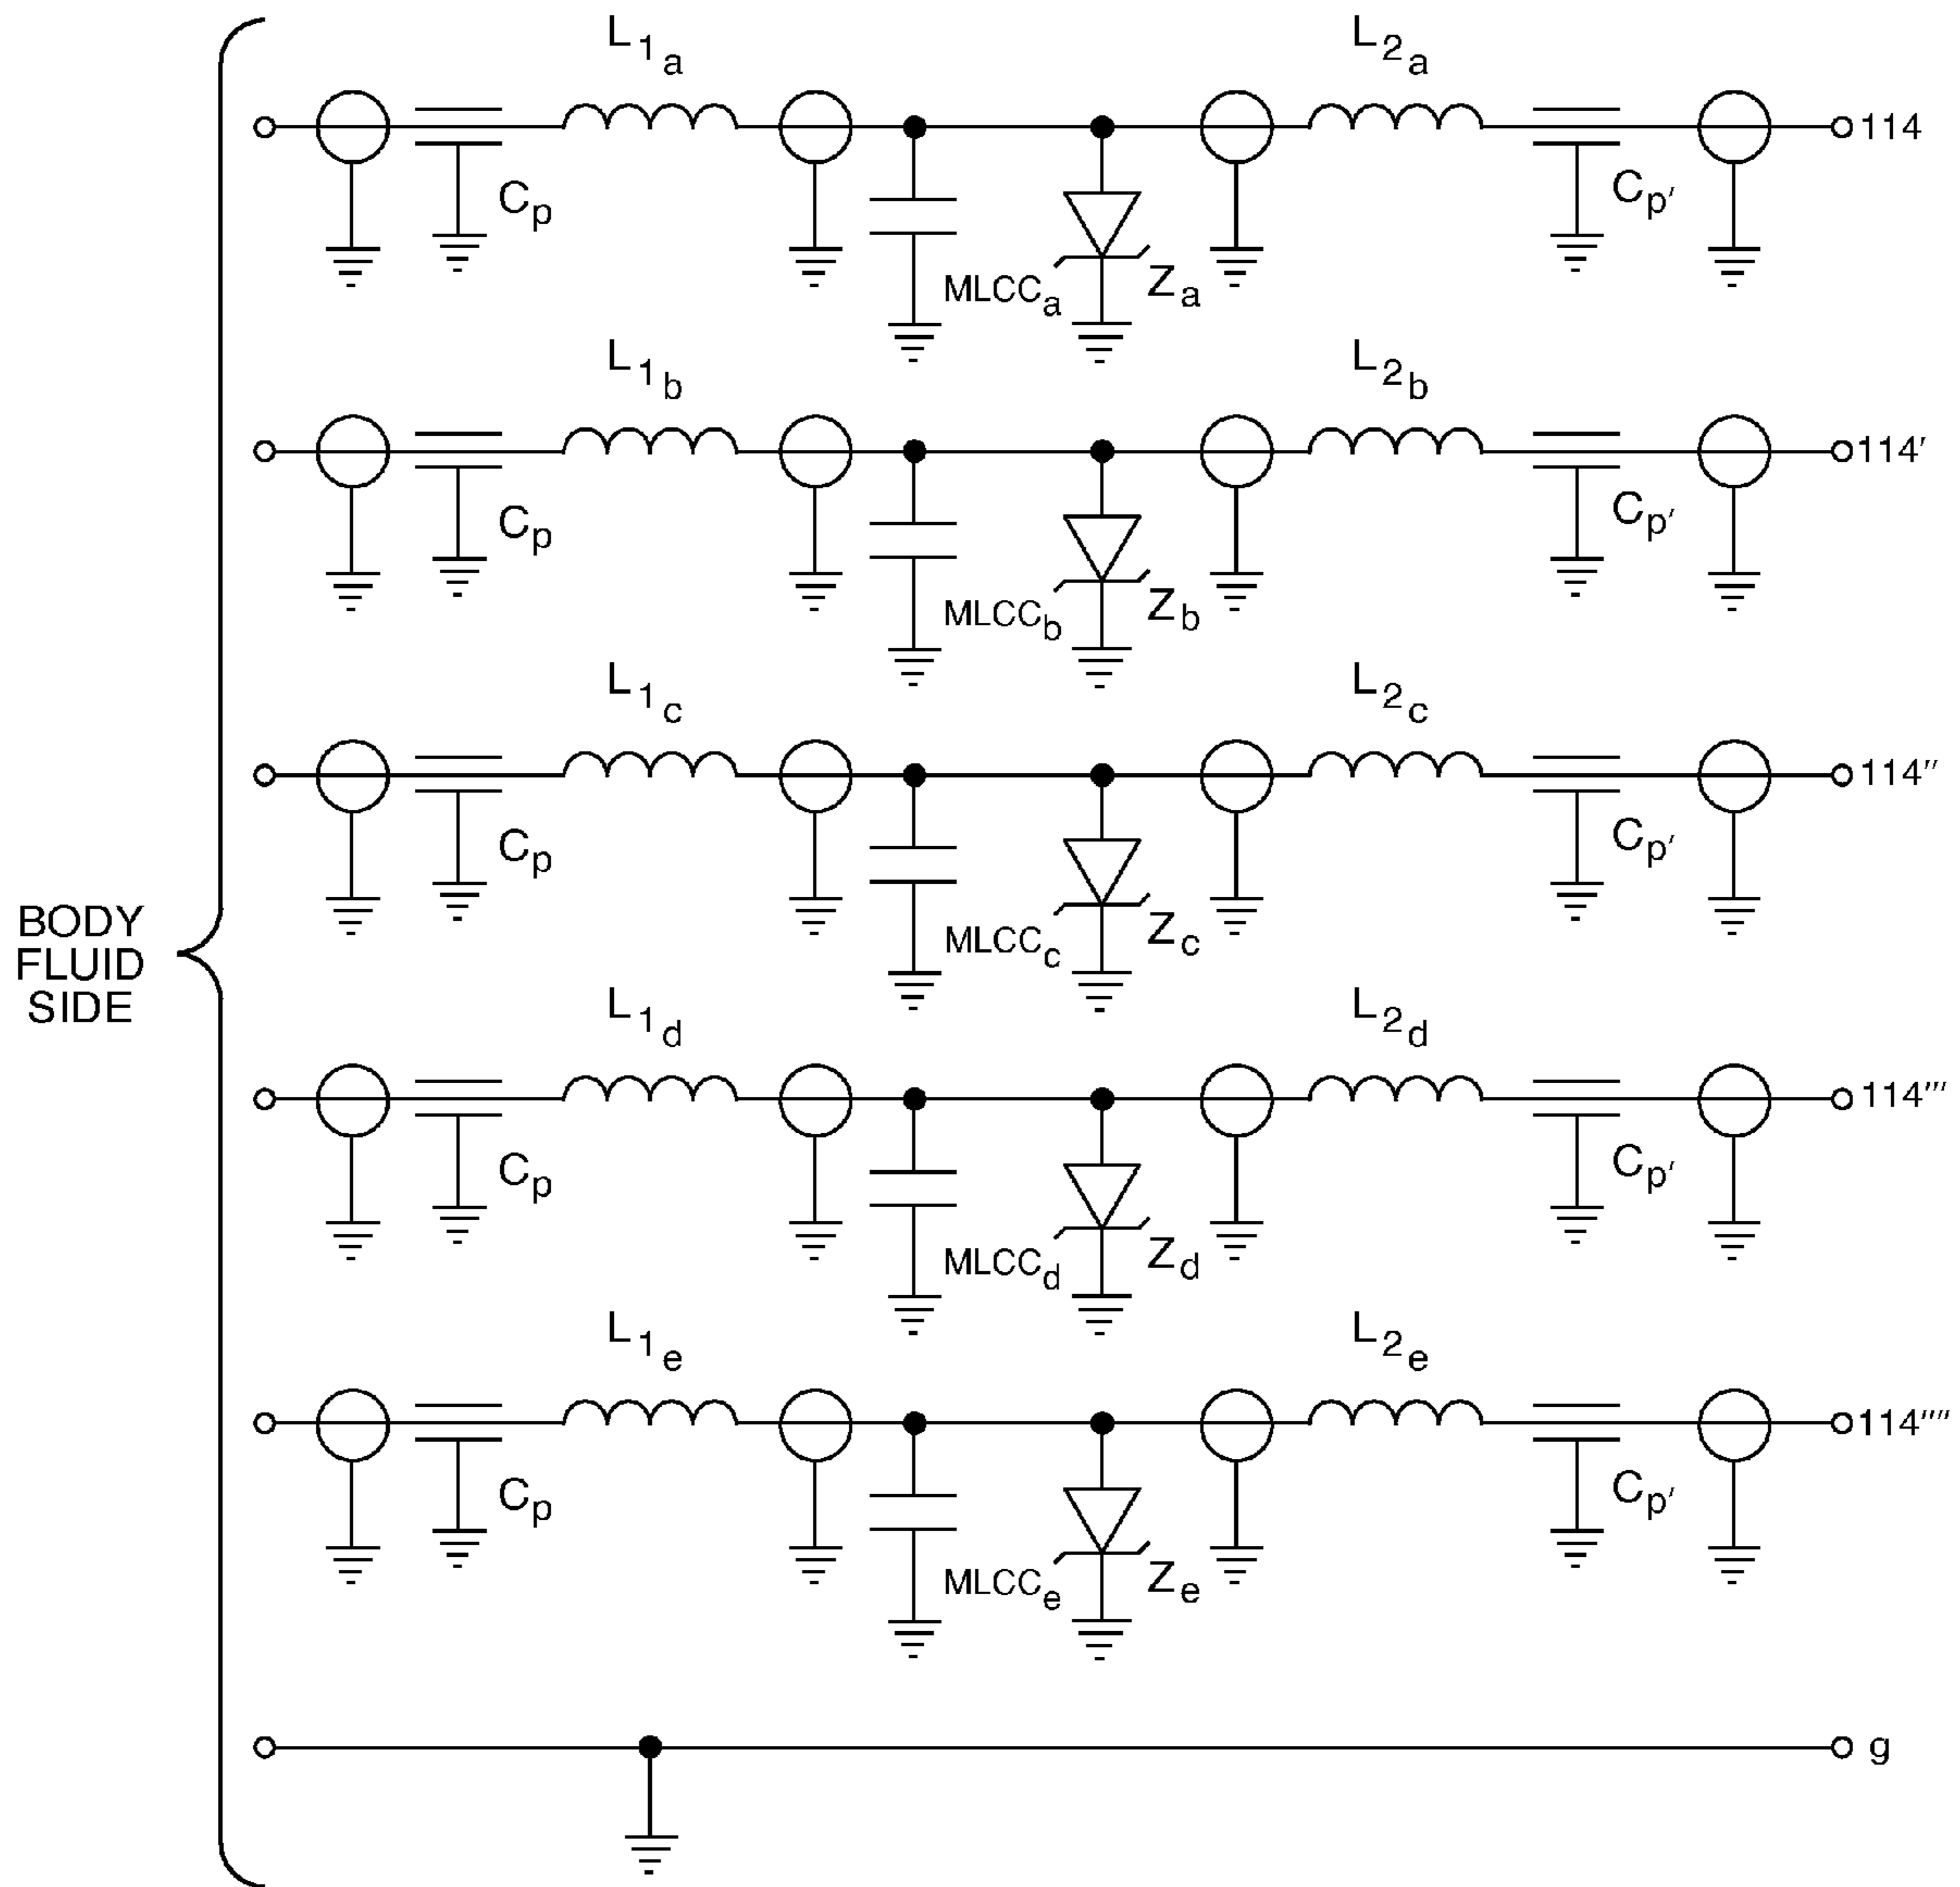 L1a L2a
114
Cp Cp′
MLCCa Za
L1b L2b
114′
Cp Cp′
MLCCb Zb
L1c L2c
114″
Cp Cp′
MLCCc Zc
BODY
FLUID
SIDE
L1d L2d
114‴
Cp Cp′
MLCCd Zd
L1e L2e
114⁗
Cp Cp′
MLCCe Ze
g